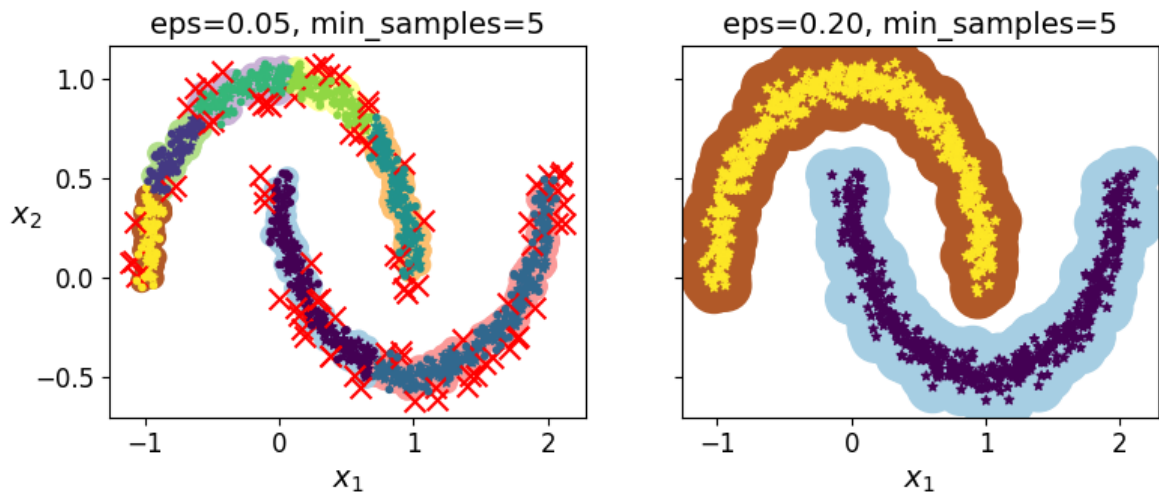 eps=0.05, min_samples=5
eps=0.20, min_samples=5
1.0
0.5
0.0
−0.5
x₂
−1
0
1
2
−1
0
1
2
x₁
x₁